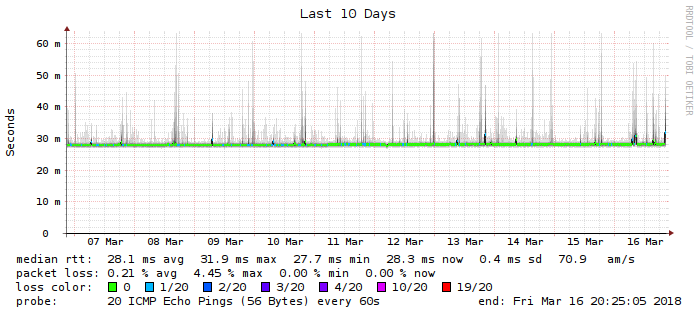 Last 10 Days
RRDTOOL / TOBI OETIKER
Seconds
60 m
50 m
40 m
30 m
20 m
10 m
0
07 Mar 08 Mar 09 Mar 10 Mar 11 Mar 12 Mar 13 Mar 14 Mar 15 Mar 16 Mar
median rtt: 28.1 ms avg 31.9 ms max 27.7 ms min 28.3 ms now 0.4 ms sd 70.9 am/s
packet loss: 0.21 % avg 4.45 % max 0.00 % min 0.00 % now
loss color: 0 1/20 2/20 3/20 4/20 10/20 19/20
probe: 20 ICMP Echo Pings (56 Bytes) every 60s end: Fri Mar 16 20:25:05 2018